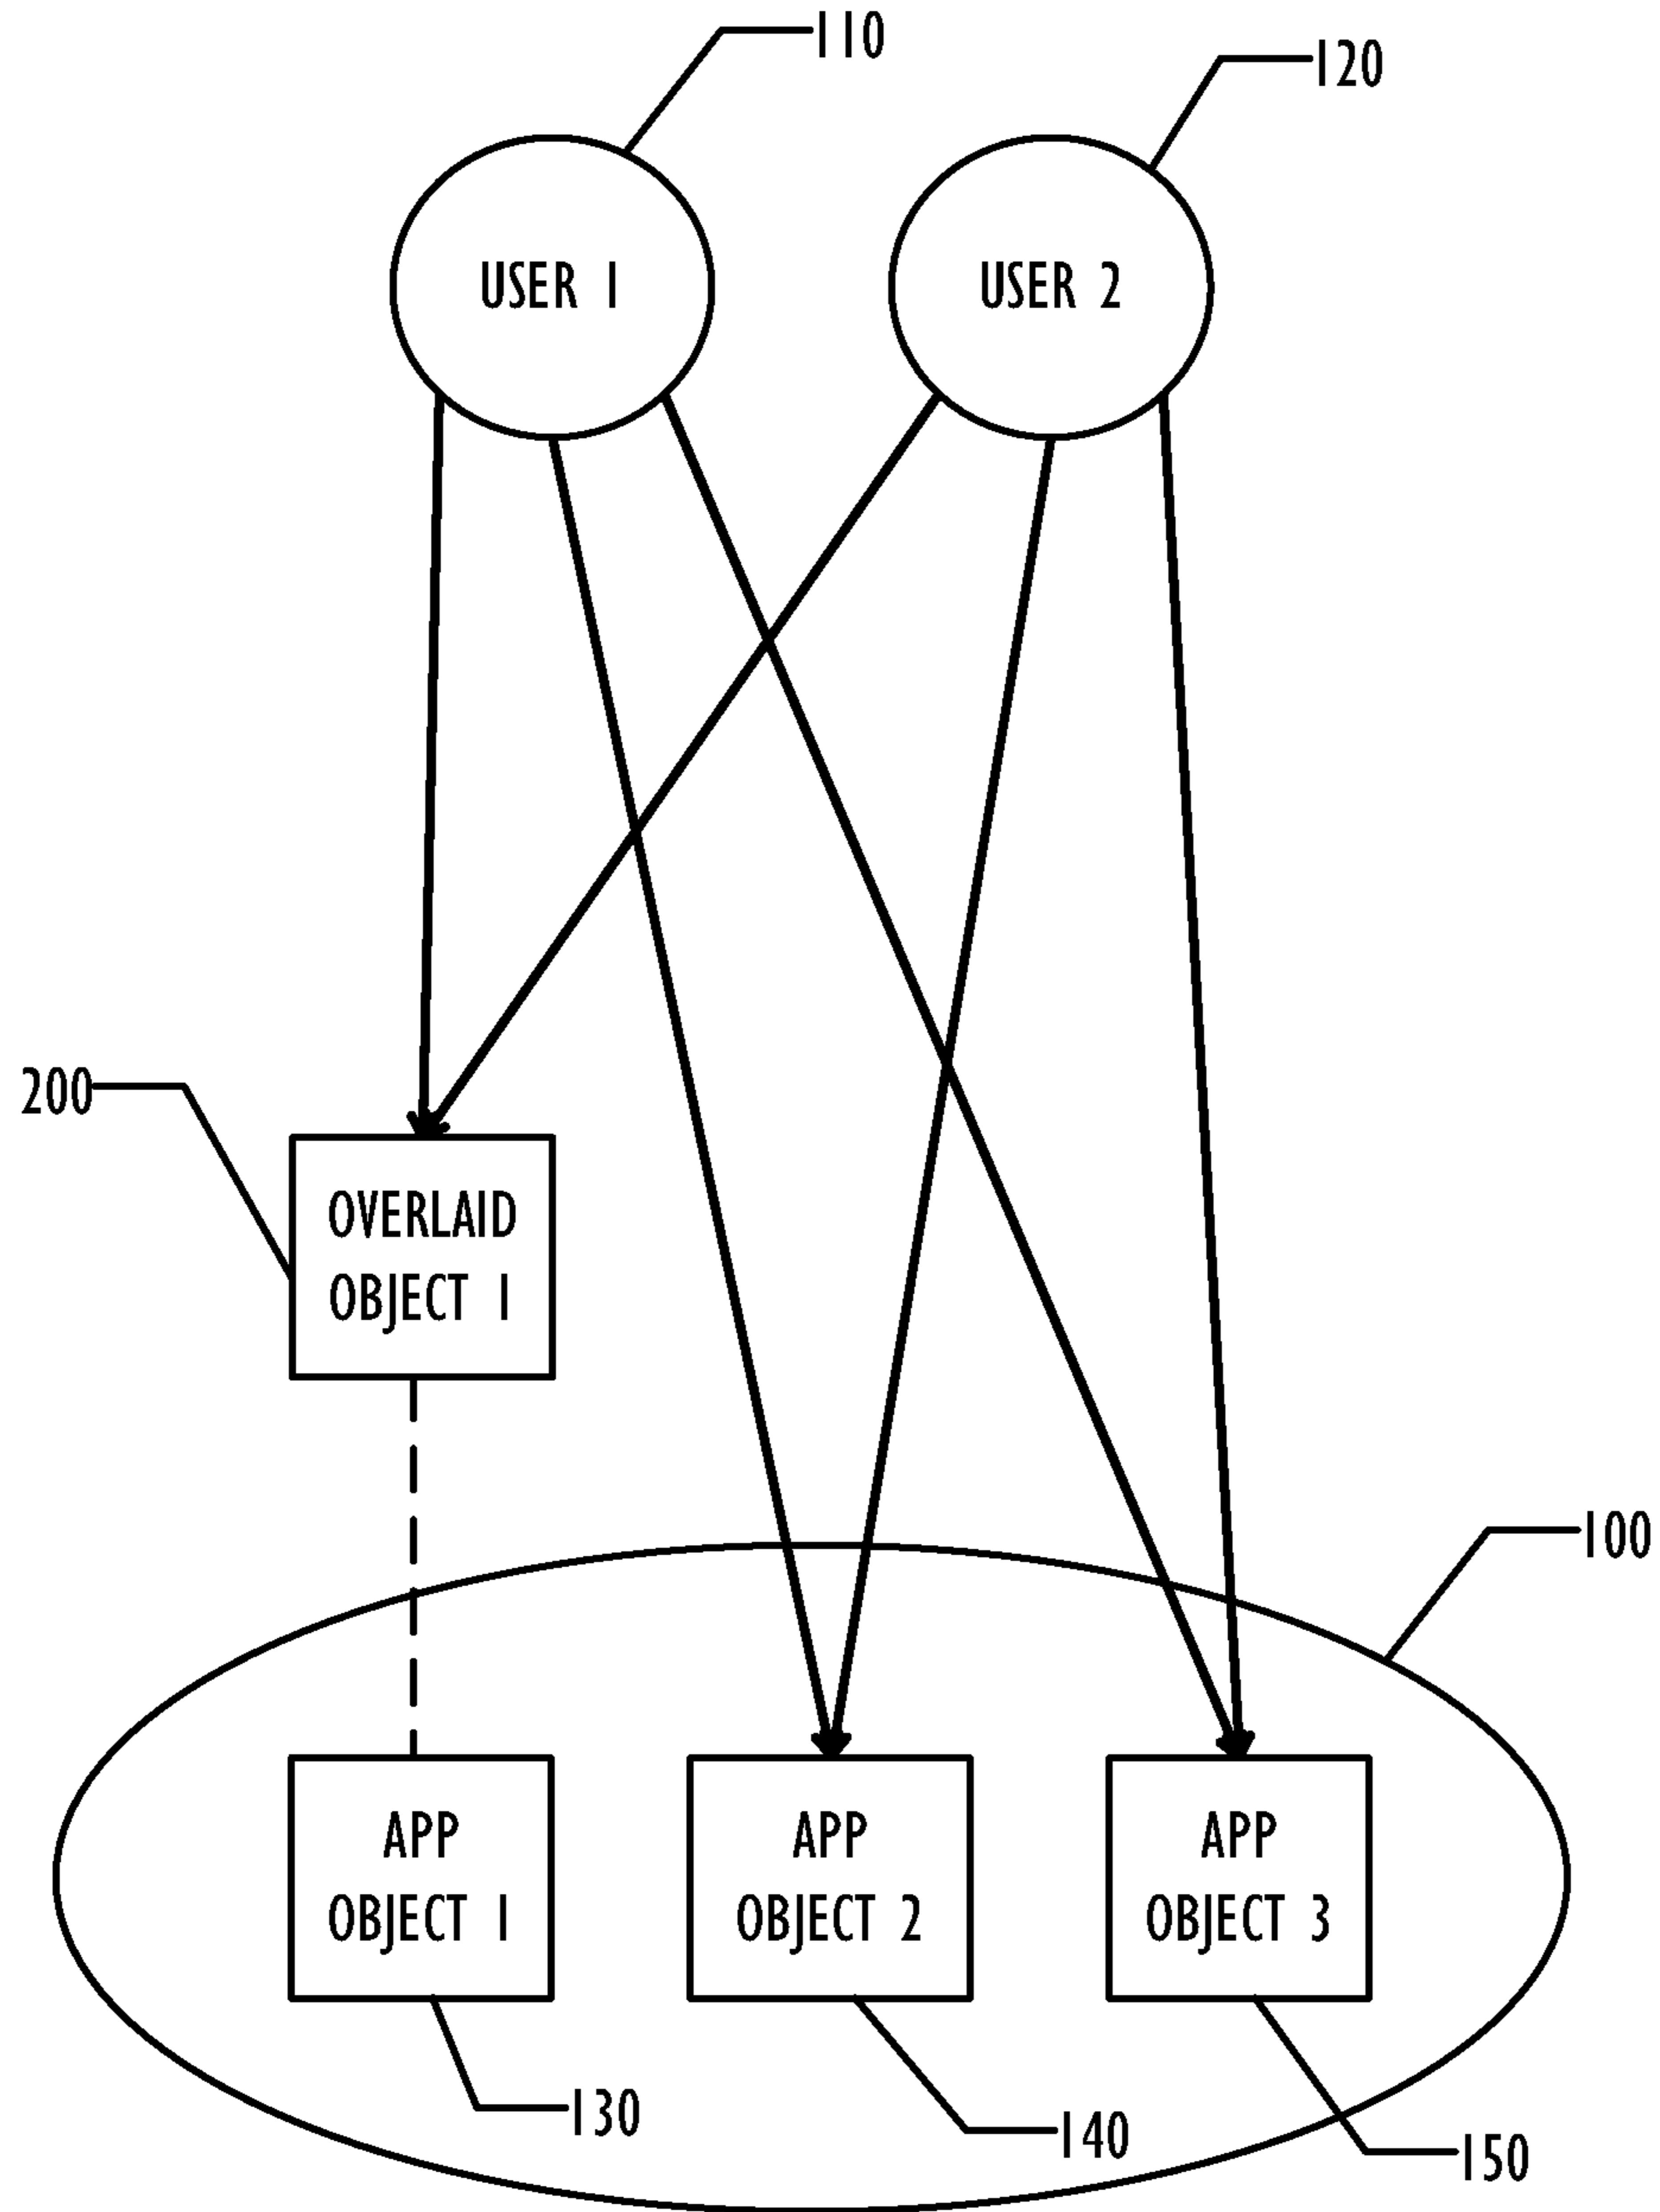 110
120
USER 1
USER 2
200
OVERLAID
OBJECT 1
100
APP
OBJECT 1
APP
OBJECT 2
APP
OBJECT 3
130
140
150